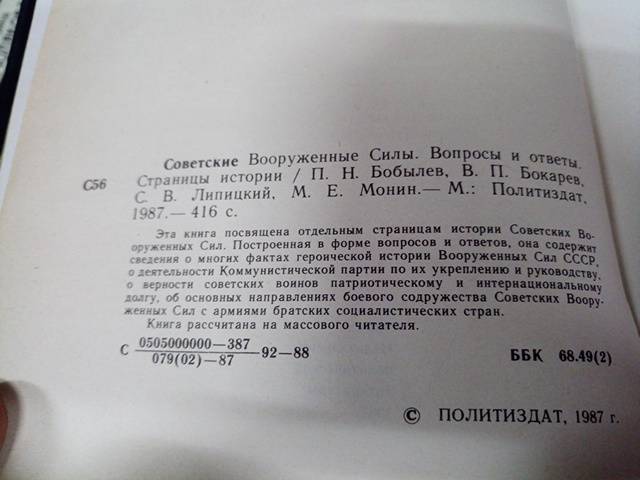 Советские Вооруженные Силы. Вопросы и ответы.
С56 Страницы истории / П. Н. Бобылев, В. П. Бокарев,
С. В. Липицкий, М. Е. Монин.— М.: Политиздат,
1987.— 416 с.
Эта книга посвящена отдельным страницам истории Советских Во-
оруженных Сил. Построенная в форме вопросов и ответов, она содержит
сведения о многих фактах героической истории Вооруженных Сил СССР,
о деятельности Коммунистической партии по их укреплению и руководству,
о верности советских воинов патриотическому и интернациональному
долгу, об основных направлениях боевого содружества Советских Воору-
женных Сил с армиями братских социалистических стран.
Книга рассчитана на массового читателя.
С 0505000000—387
079(02)—87 92—88 ББК 68.49(2)
© ПОЛИТИЗДАТ, 1987 г.